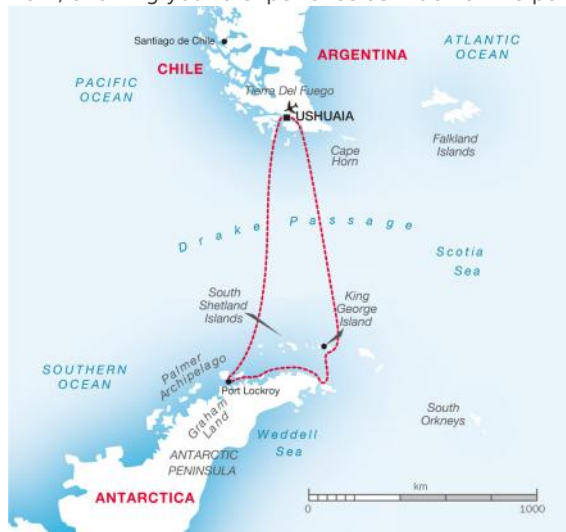 Santiago de Chile
CHILE
ARGENTINA
ATLANTIC
OCEAN
PACIFIC
OCEAN
Tierra Del Fuego
USHUAIA
Cape
Horn
Falkland
Islands
Drake Passage
Scotia
Sea
South
Shetland
Islands
King
George
Island
SOUTHERN
OCEAN
Palmer
Archipelago
Port Lockroy
Graham
Land
Weddell
Sea
South
Orkneys
ANTARCTIC
PENINSULA
ANTARCTICA
km
0
1000